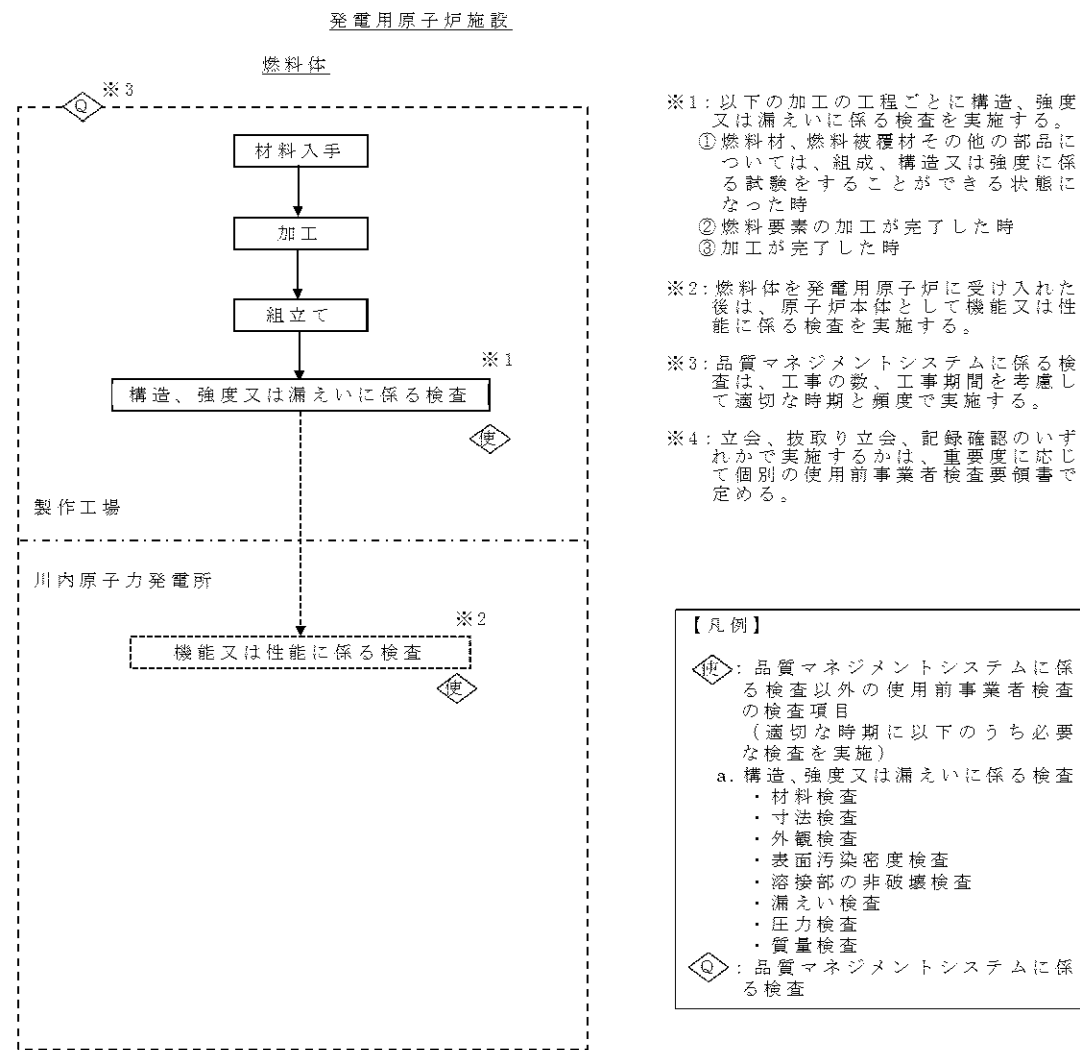 発電用原子炉施設
燃料体
Q ※3
材料入手
加工
組立て
※1
構造、強度又は漏えいに係る検査
使
製作工場
川内原子力発電所
※2
機能又は性能に係る検査
使
※1:以下の加工の工程ごとに構造、強度
又は漏えいに係る検査を実施する。
①燃料材、燃料被覆材その他の部品に
ついては、組成、構造又は強度に係
る試験をすることができる状態に
なった時
②燃料要素の加工が完了した時
③加工が完了した時
※2:燃料体を発電用原子炉に受け入れた
後は、原子炉本体として機能又は性
能に係る検査を実施する。
※3:品質マネジメントシステムに係る検
査は、工事の数、工事期間を考慮し
て適切な時期と頻度で実施する。
※4:立会、抜取り立会、記録確認のいず
れかで実施するかは、重要度に応じ
て個別の使用前事業者検査要領書で
定める。
【凡例】
使:品質マネジメントシステムに係
る検査以外の使用前事業者検査
の検査項目
(適切な時期に以下のうち必要
な検査を実施)
a.構造、強度又は漏えいに係る検査
・材料検査
・寸法検査
・外観検査
・表面汚染密度検査
・溶接部の非破壊検査
・漏えい検査
・圧力検査
・質量検査
Q:品質マネジメントシステムに係
る検査